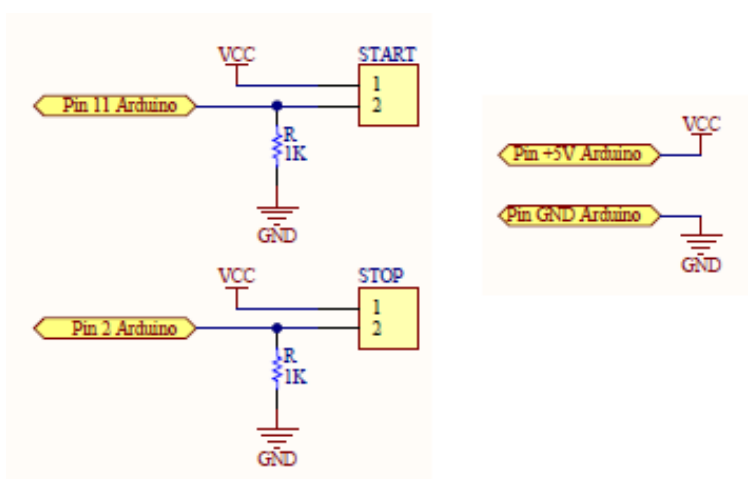 VCC
START
1
Pin 11 Arduino
2
R
1K
GND
VCC
STOP
1
Pin 2 Arduino
2
R
1K
GND
VCC
Pin +5V Arduino
Pin GND Arduino
GND